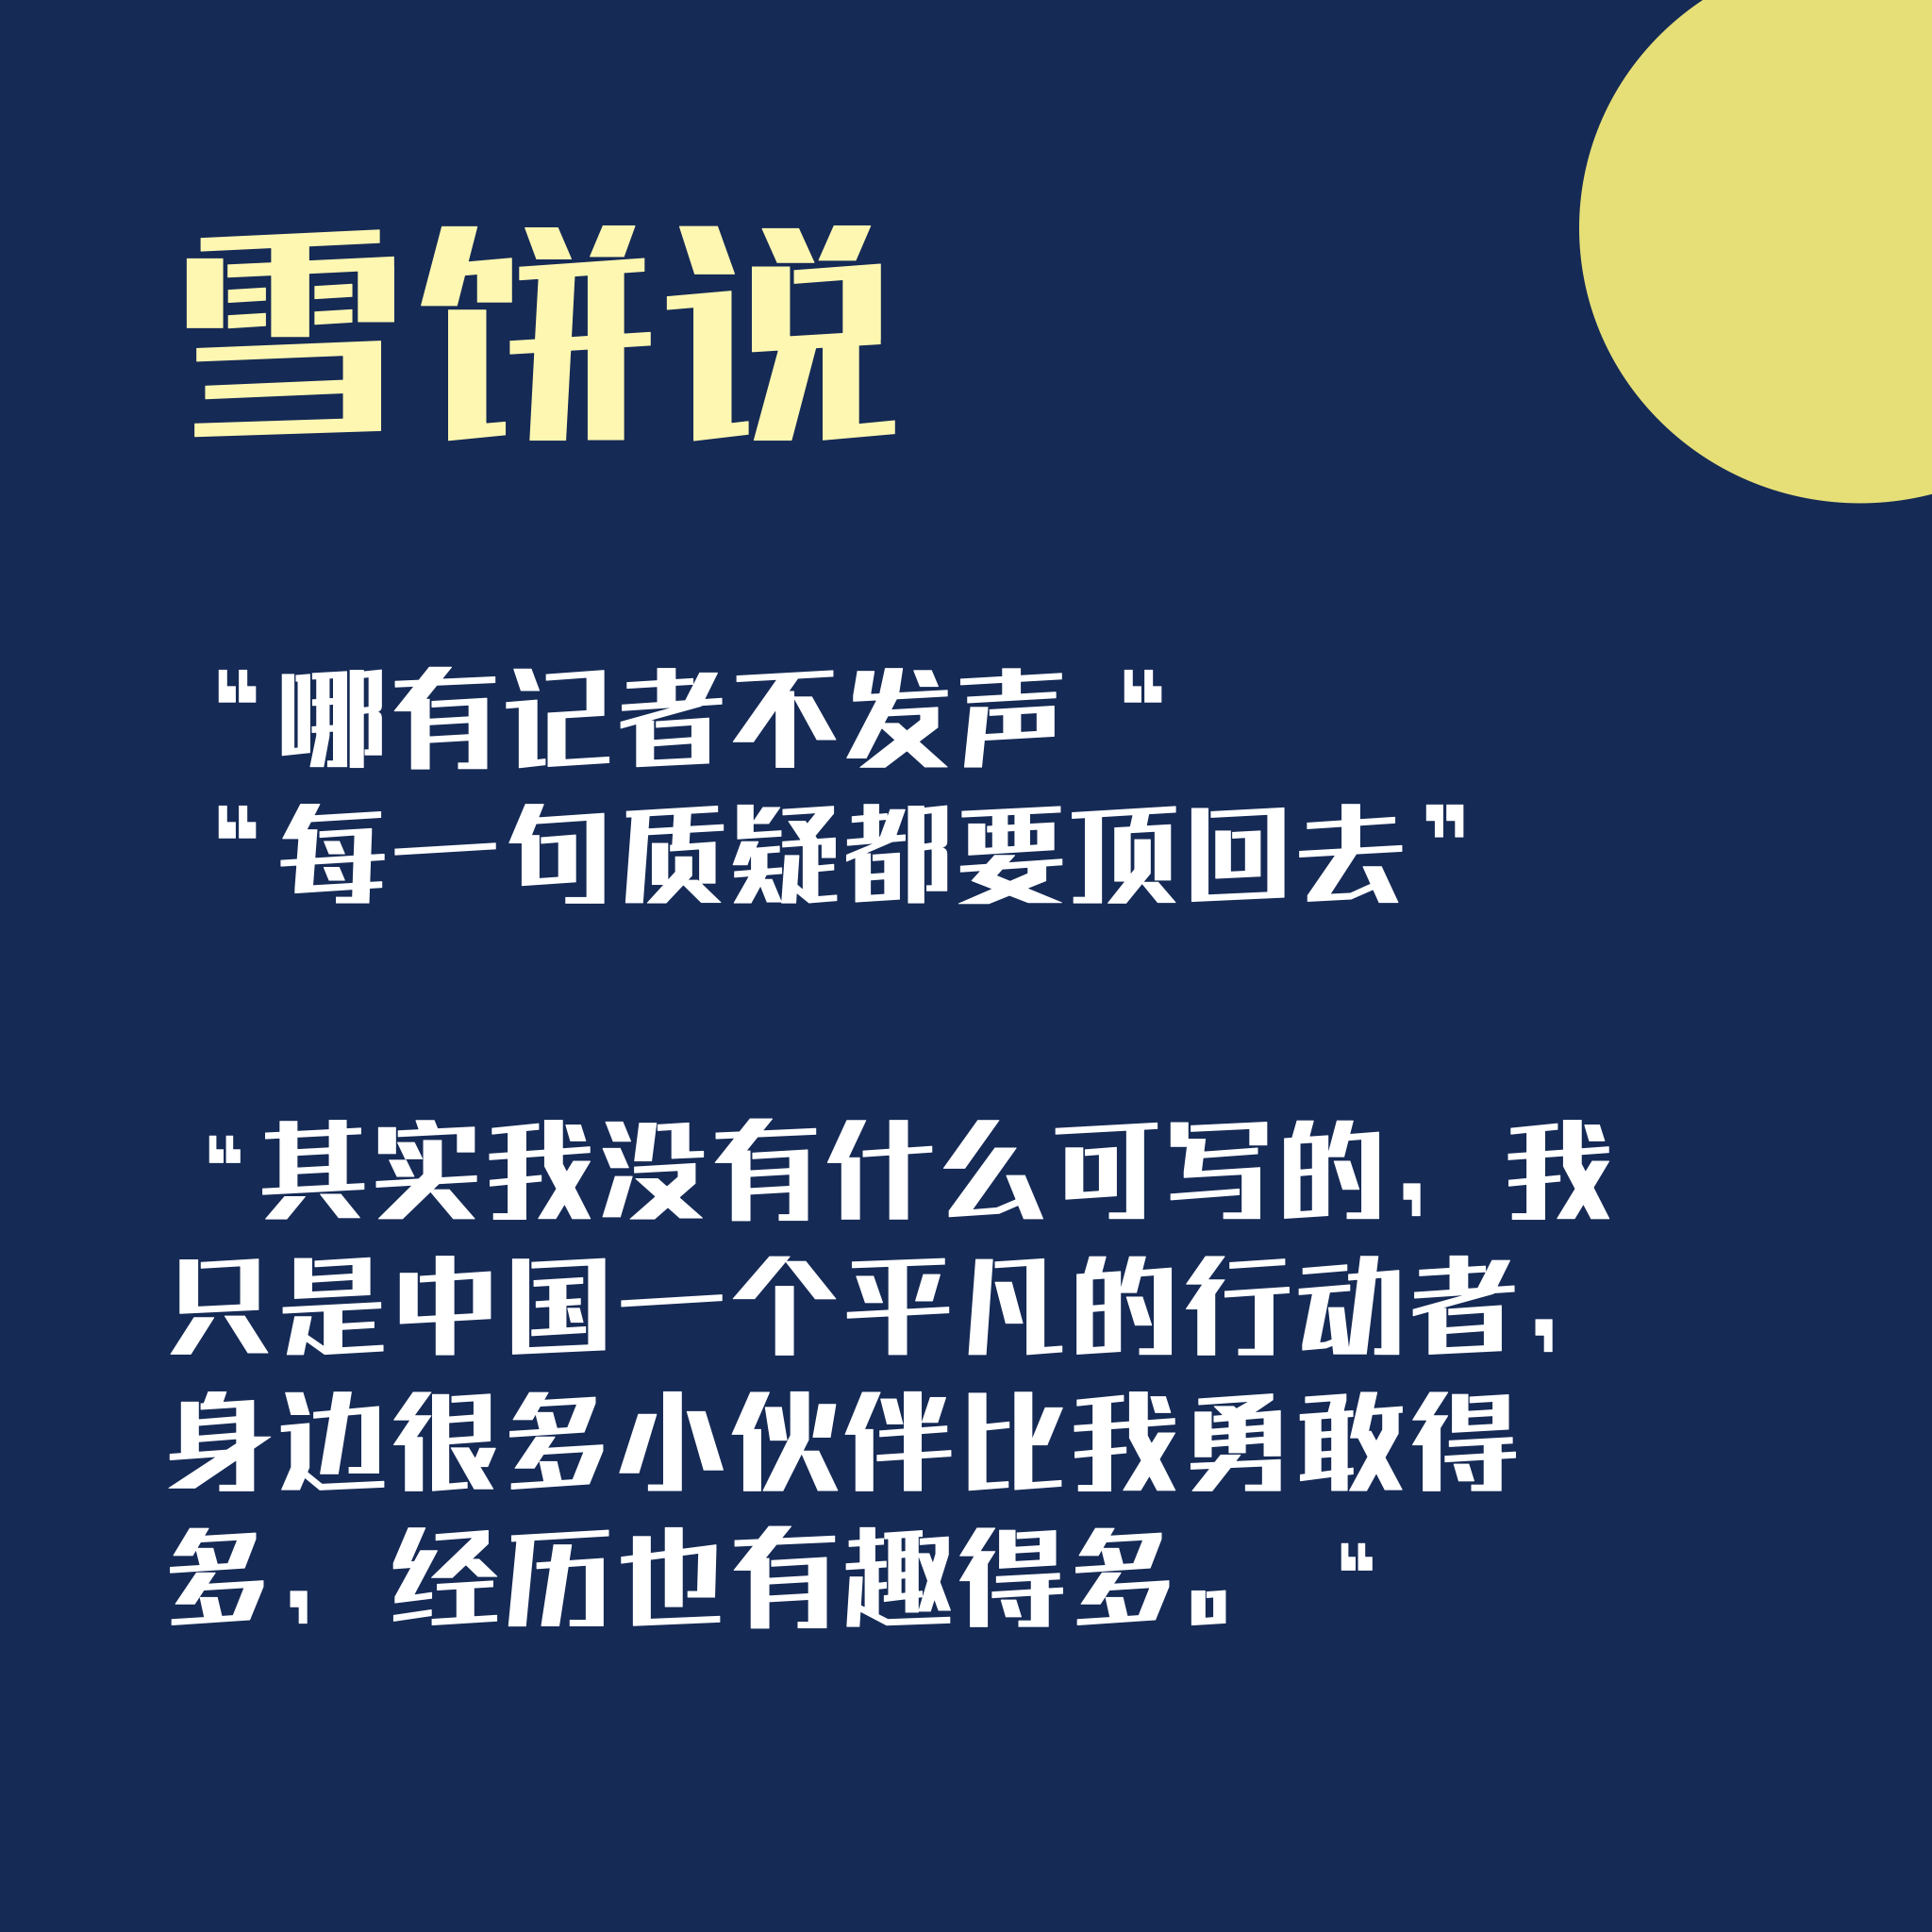 雪饼说
“哪有记者不发声 “
“每一句质疑都要顶回去”
“其实我没有什么可写的，我
只是中国一个平凡的行动者，
身边很多小伙伴比我勇敢得
多，经历也有趣得多。 “